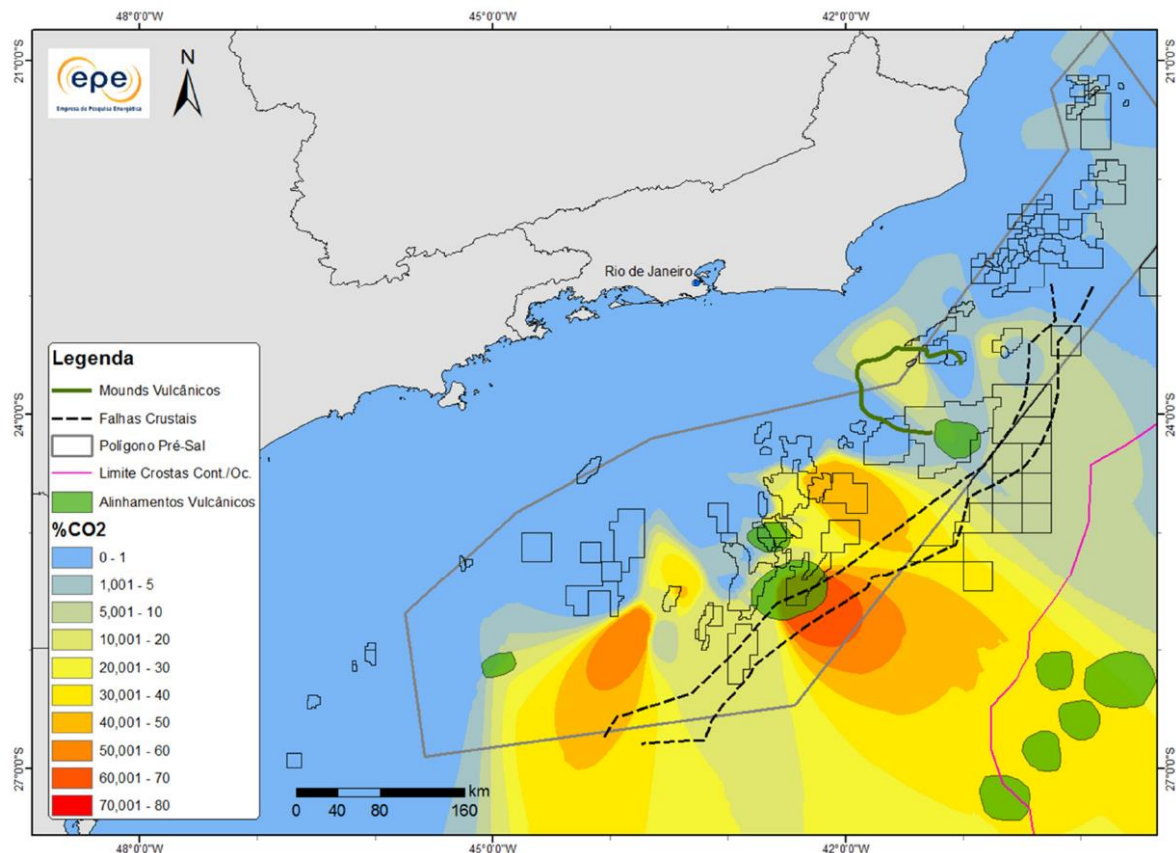 48°0'0"W
45°0'0"W
42°0'0"W
21°0'0"S
21°0'0"S
epe
Empresa de Pesquisa Energética
N
Rio de Janeiro
Legenda
Mounds Vulcânicos
Falhas Crustais
Polígono Pré-Sal
Limite Crostas Cont./Oc.
Alinhamentos Vulcânicos
%CO2
0 - 1
1,001 - 5
5,001 - 10
10,001 - 20
20,001 - 30
30,001 - 40
40,001 - 50
50,001 - 60
60,001 - 70
70,001 - 80
24°0'0"S
24°0'0"S
27°0'0"S
27°0'0"S
km
0 40 80 160
48°0'0"W
45°0'0"W
42°0'0"W